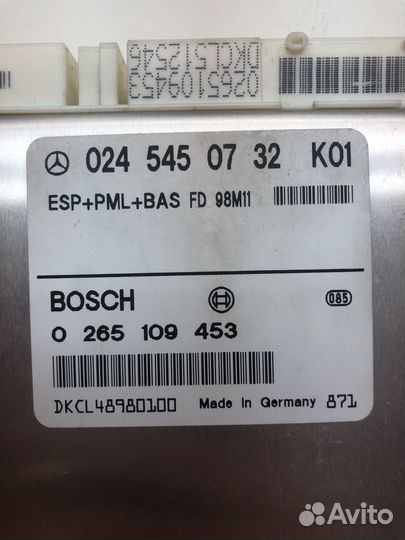 DKCL512546
0265109453
024 545 07 32 K01
ESP+PML+BAS FD 98M11
BOSCH
085
0 265 109 453
DKCL48980100 Made in Germany 871
Avito